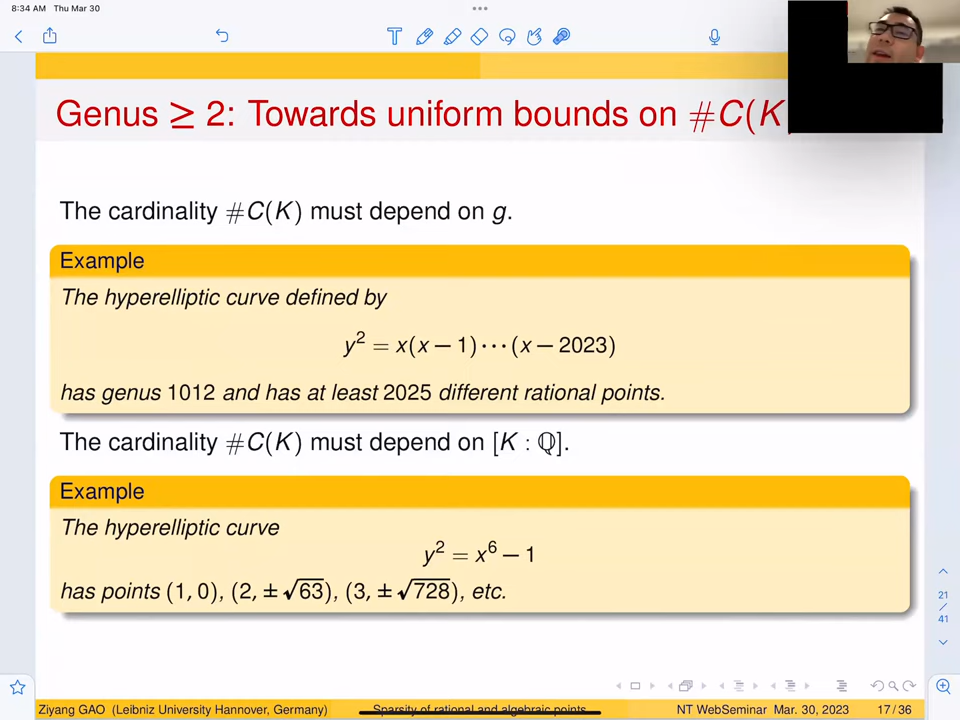 8:34 AM Thu Mar 30
Genus ≥ 2: Towards uniform bounds on #C(K
The cardinality #C(K) must depend on g.
Example
The hyperelliptic curve defined by
y² = x(x − 1)⋯(x − 2023)
has genus 1012 and has at least 2025 different rational points.
The cardinality #C(K) must depend on [K : ℚ].
Example
The hyperelliptic curve
y² = x⁶ − 1
has points (1, 0), (2, ±√63), (3, ±√728), etc.
21
/
41
Ziyang GAO (Leibniz University Hannover, Germany) Sparsity of rational and algebraic points NT WebSeminar Mar. 30, 2023 17 / 36